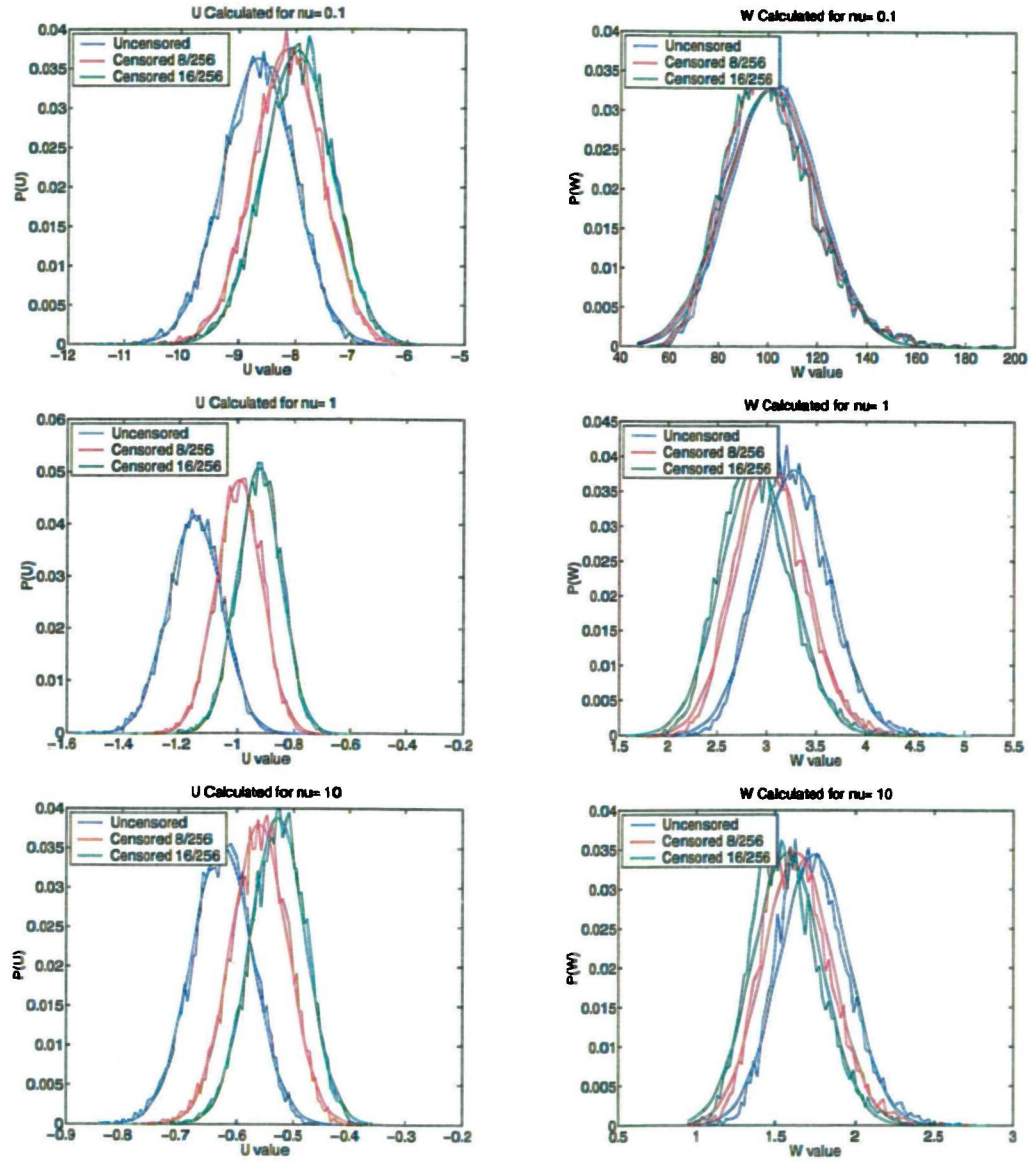 U Calculated for nu= 0.1
Uncensored
Censored 8/256
Censored 16/256
0.04
0.035
0.03
0.025
0.02
0.015
0.01
0.005
0
P(U)
−12 −11 −10 −9 −8 −7 −6 −5
U value
W Calculated for nu= 0.1
Uncensored
Censored 8/256
Censored 16/256
0.04
0.035
0.03
0.025
0.02
0.015
0.01
0.005
0
P(W)
40 60 80 100 120 140 160 180 200
W value
U Calculated for nu= 1
Uncensored
Censored 8/256
Censored 16/256
0.06
0.05
0.04
0.03
0.02
0.01
0
P(U)
−1.6 −1.4 −1.2 −1 −0.8 −0.6 −0.4 −0.2
U value
W Calculated for nu= 1
Uncensored
Censored 8/256
Censored 16/256
0.045
0.04
0.035
0.03
0.025
0.02
0.015
0.01
0.005
0
P(W)
1.5 2 2.5 3 3.5 4 4.5 5 5.5
W value
U Calculated for nu= 10
Uncensored
Censored 8/256
Censored 16/256
0.04
0.035
0.03
0.025
0.02
0.015
0.01
0.005
0
P(U)
−0.9 −0.8 −0.7 −0.6 −0.5 −0.4 −0.3 −0.2
U value
W Calculated for nu= 10
Uncensored
Censored 8/256
Censored 16/256
0.04
0.035
0.03
0.025
0.02
0.015
0.01
0.005
0
P(W)
0.5 1 1.5 2 2.5 3
W value